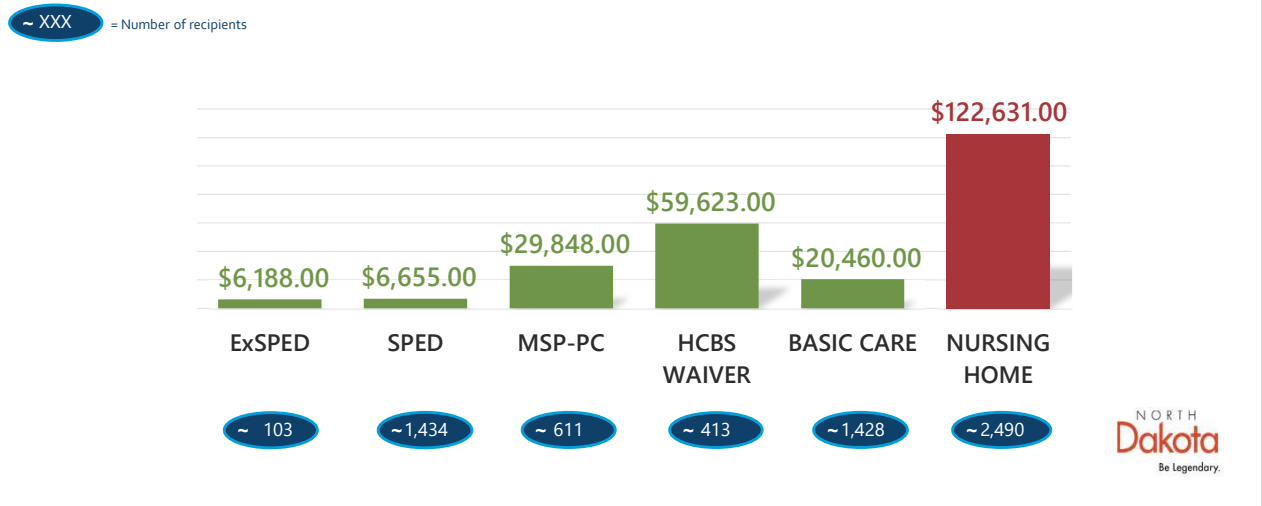 ~ XXX = Number of recipients
$122,631.00
$59,623.00
$29,848.00
$20,460.00
$6,188.00 $6,655.00
ExSPED SPED MSP-PC HCBS BASIC CARE NURSING
WAIVER HOME
~ 103 ~1,434 ~ 611 ~ 413 ~1,428 ~2,490
NORTH
Dakota
Be Legendary.